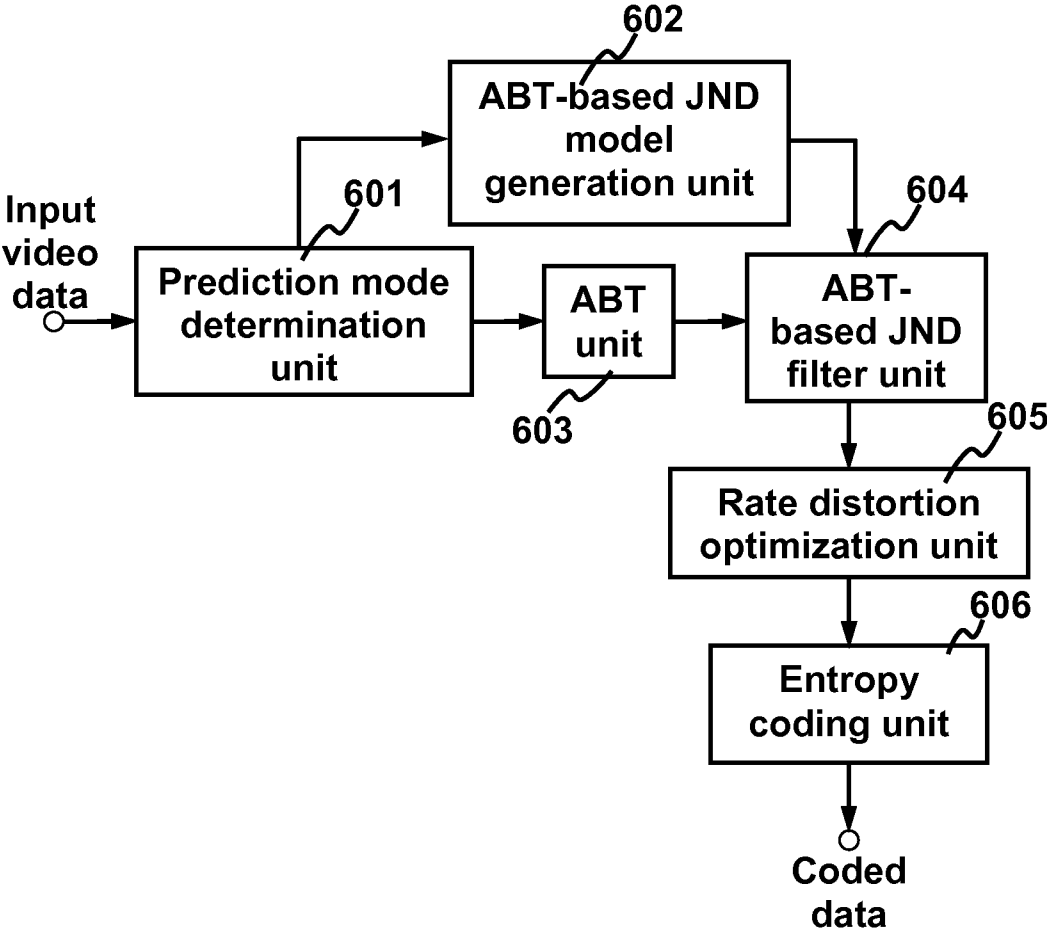 602
ABT-based JND
model
generation unit
601
604
Input
video
data
Prediction mode
determination
unit
ABT
unit
ABT-
based JND
filter unit
603
605
Rate distortion
optimization unit
606
Entropy
coding unit
Coded
data